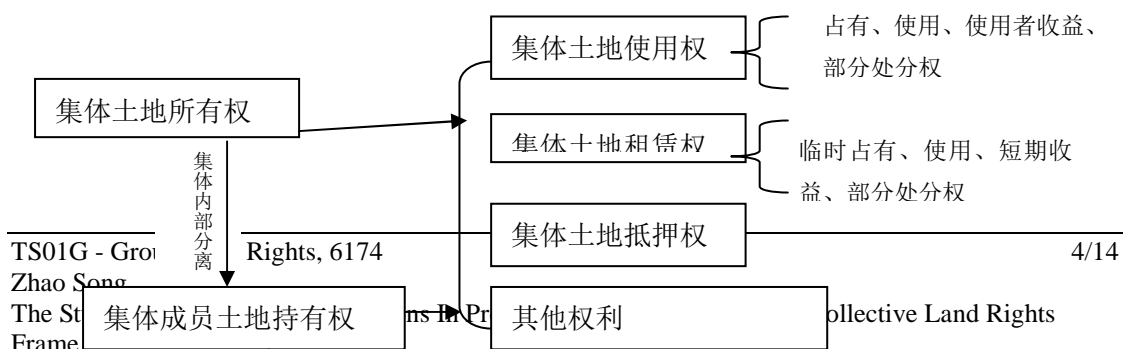 集体土地使用权
占有、使用、使用者收益、
部分处分权
集体土地所有权
集体土地租赁权
临时占有、使用、短期收
益、部分处分权
集体内部分离
集体土地抵押权
TS01G - Rights, 6174
4/14
Zhao Song
The St ns In Pr ollective Land Rights
Frame
集体成员土地持有权
其他权利